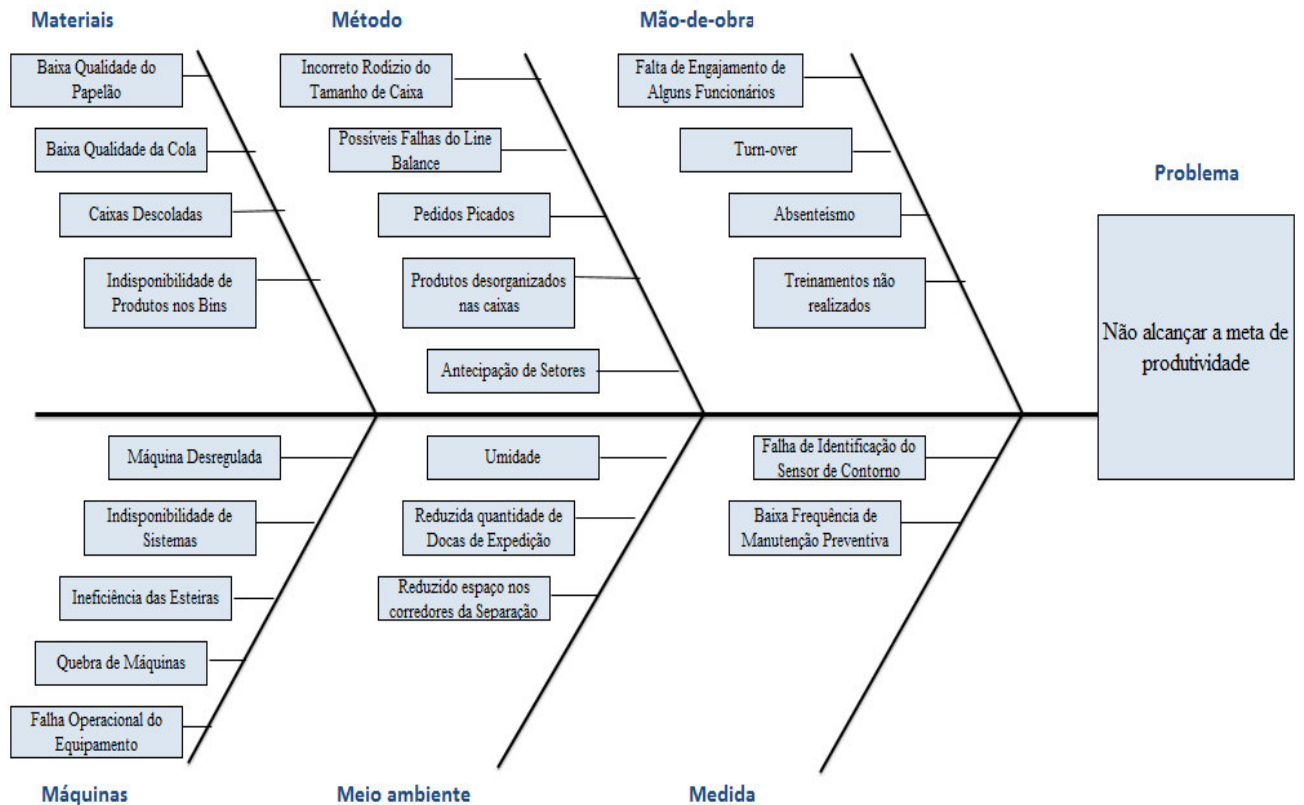 Materiais
Método
Mão-de-obra
Baixa Qualidade do
Papelão
Baixa Qualidade da Cola
Caixas Descoladas
Indisponibilidade de
Produtos nos Bins
Incorreto Rodízio do
Tamanho de Caixa
Possíveis Falhas do Line
Balance
Pedidos Picados
Produtos desorganizados
nas caixas
Antecipação de Setores
Falta de Engajamento de
Alguns Funcionários
Turn-over
Absenteísmo
Treinamentos não
realizados
Problema
Não alcançar a meta de
produtividade
Máquina Desregulada
Indisponibilidade de
Sistemas
Ineficiência das Esteiras
Quebra de Máquinas
Falha Operacional do
Equipamento
Umidade
Reduzida quantidade de
Docas de Expedição
Reduzido espaço nos
corredores da Separação
Falha de Identificação do
Sensor de Contorno
Baixa Frequência de
Manutenção Preventiva
Máquinas
Meio ambiente
Medida